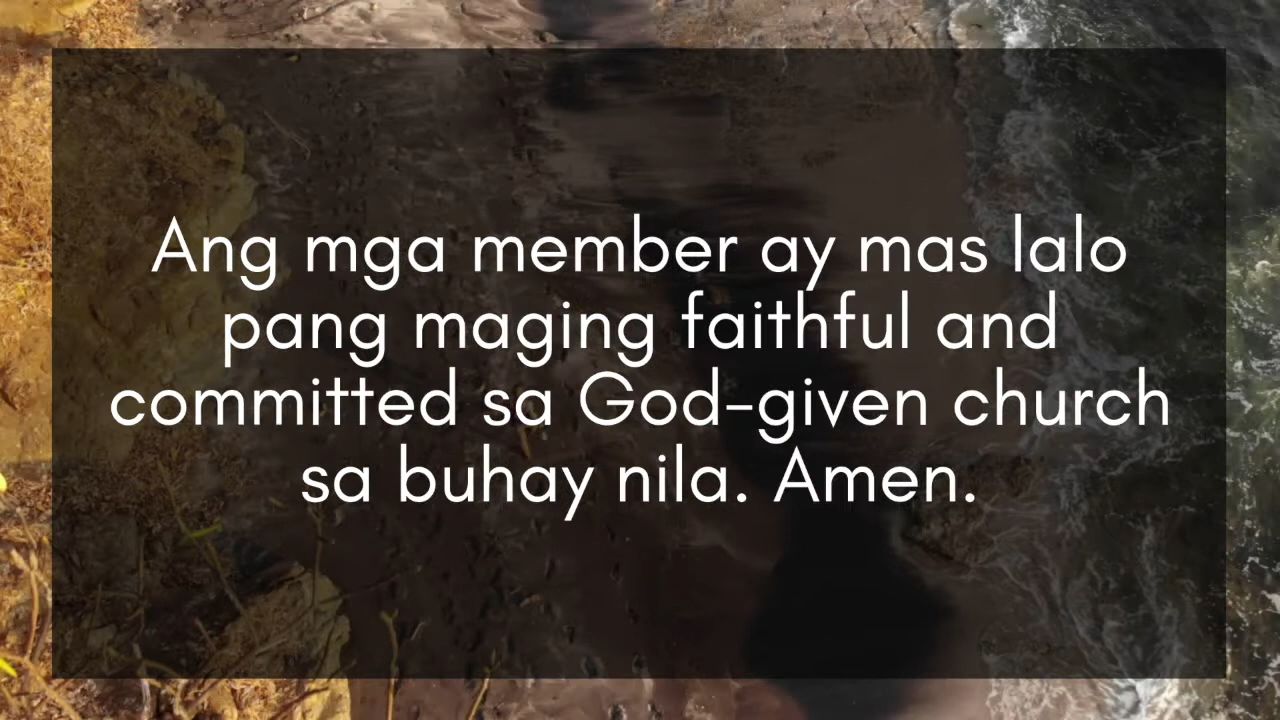 Ang mga member ay mas lalo
pang maging faithful and
committed sa God-given church
sa buhay nila. Amen.